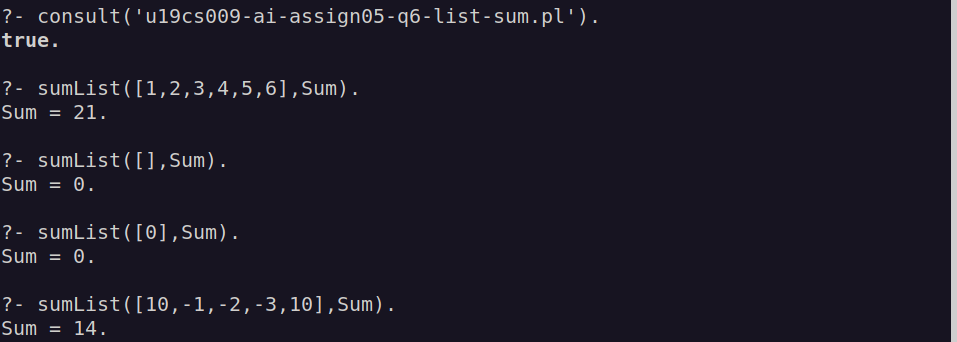 ?- consult('u19cs009-ai-assign05-q6-list-sum.pl').
true.
?- sumList([1,2,3,4,5,6],Sum).
Sum = 21.
?- sumList([],Sum).
Sum = 0.
?- sumList([0],Sum).
Sum = 0.
?- sumList([10,-1,-2,-3,10],Sum).
Sum = 14.